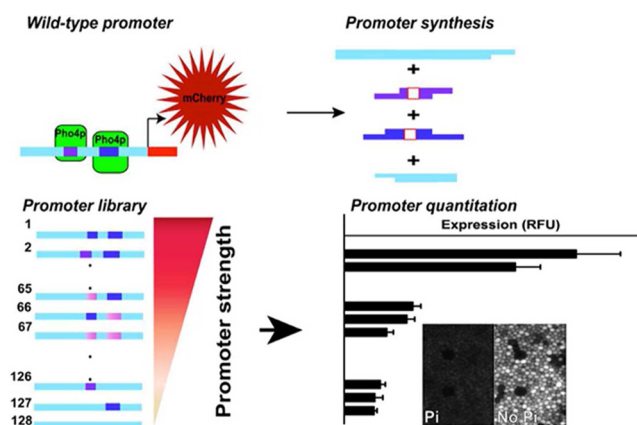 Wild-type promoter
Promoter synthesis
mCherry
Pho4p
Pho4p
+
+
+
Promoter library
Promoter quantitation
1
2
65
66
67
126
127
128
Promoter strength
Expression (RFU)
Pi
No Pi